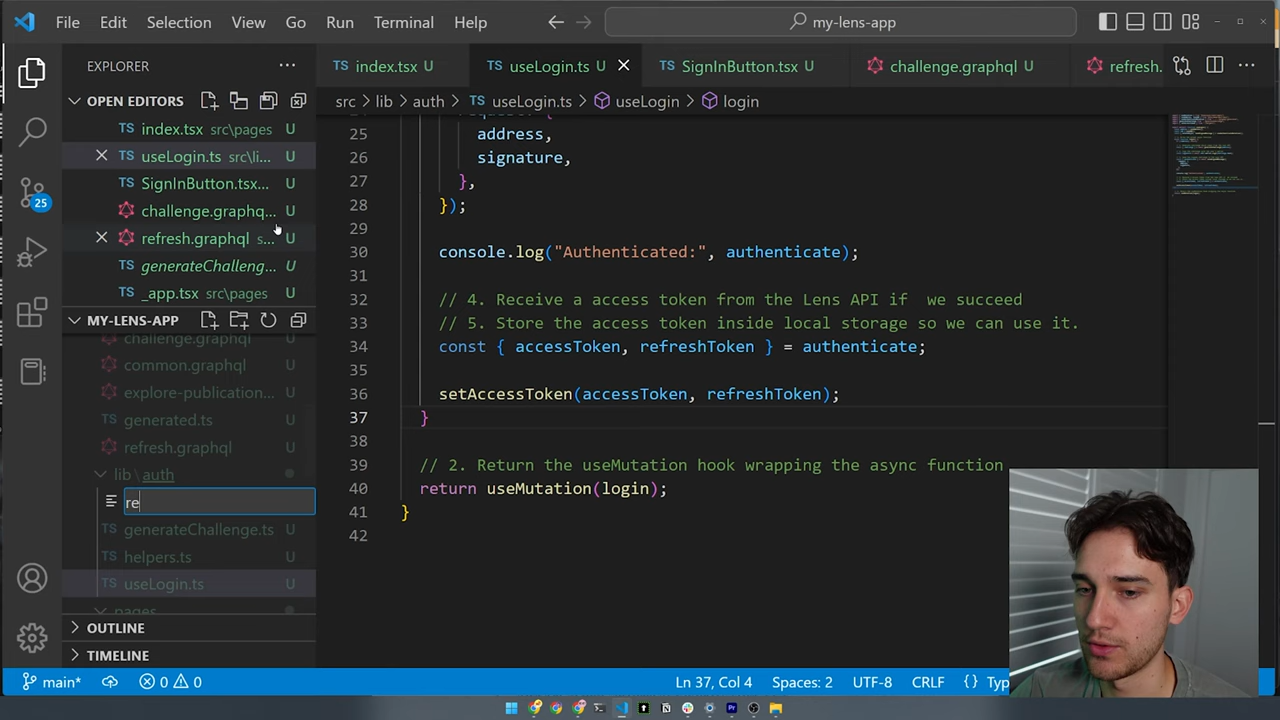 File Edit Selection View Go Run Terminal Help
my-lens-app
EXPLORER
index.tsx U
useLogin.ts U
SignInButton.tsx U
challenge.graphql U
refresh.
OPEN EDITORS
src > lib > auth > TS useLogin.ts > useLogin > login
TS index.tsx src\pages U
TS useLogin.ts src\li... U
TS SignInButton.tsx... U
challenge.graphq... U
refresh.graphql s... U
generateChalleng... U
TS _app.tsx src\pages U
MY-LENS-APP
challenge.graphql U
common.graphql U
explore-publication... U
TS generated.ts U
refresh.graphql U
lib \ auth
re
TS generateChallenge.ts U
TS helpers.ts U
TS useLogin.ts U
pages
OUTLINE
TIMELINE
25 address,
26 signature,
27 },
28 });
29
30 console.log("Authenticated:", authenticate);
31
32 // 4. Receive a access token from the Lens API if  we succeed
33 // 5. Store the access token inside local storage so we can use it.
34 const { accessToken, refreshToken } = authenticate;
35
36 setAccessToken(accessToken, refreshToken);
37 }
38
39 // 2. Return the useMutation hook wrapping the async function
40 return useMutation(login);
41 }
42
25
main* 0 0 Ln 37, Col 4 Spaces: 2 UTF-8 CRLF {} Typ